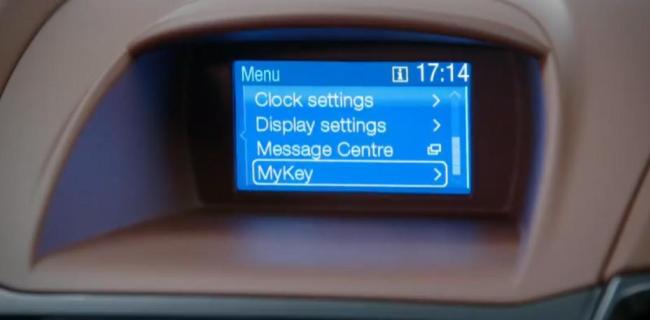 Menu 17:14
Clock settings
Display settings
Message Centre
MyKey